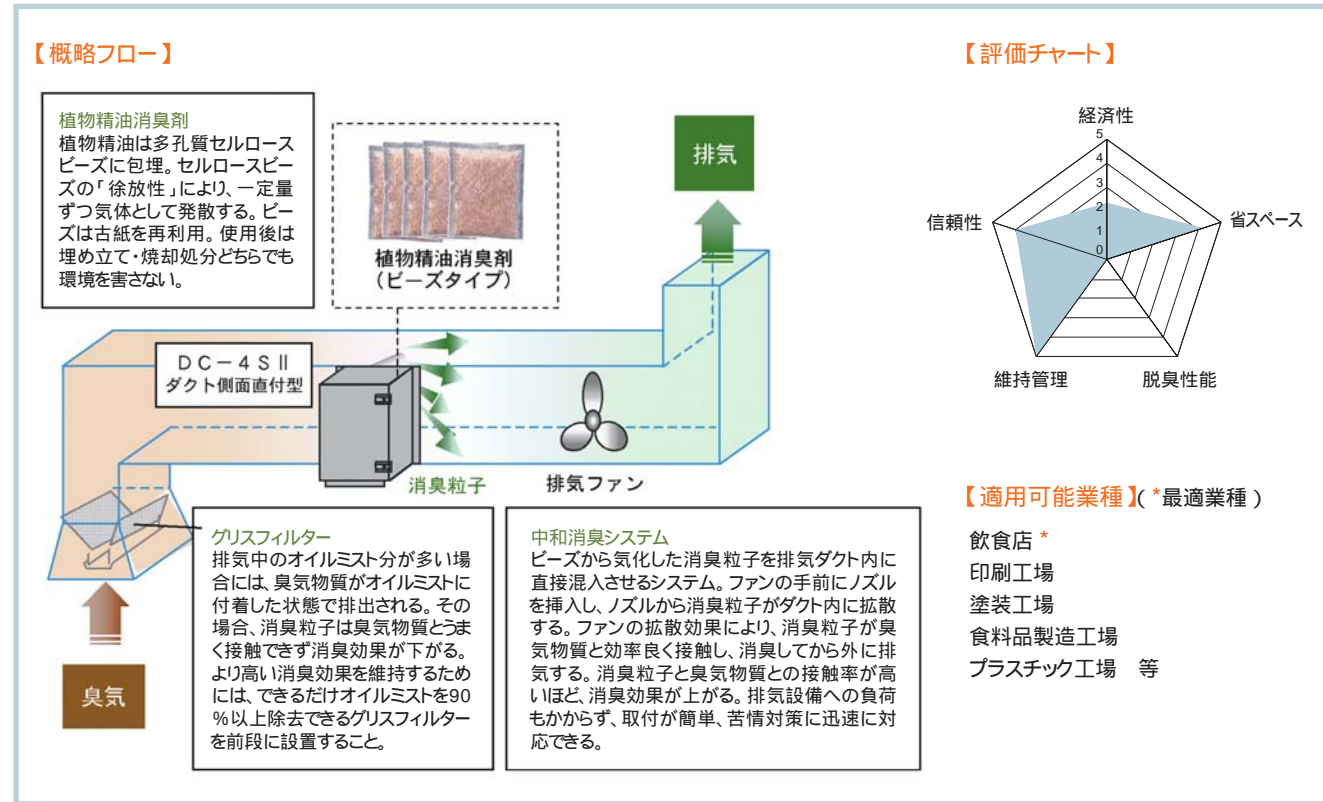 【概略フロー】
植物精油消臭剤
植物精油は多孔質セルロース
ビーズに包埋。セルロースビー
ズの「徐放性」により、一定量
ずつ気体として発散する。ビー
ズは古紙を再利用。使用後は
埋め立て・焼却処分どちらでも
環境を害さない。
植物精油消臭剤
（ビーズタイプ）
排気
DC－4SⅡ
ダクト側面直付型
消臭粒子
排気ファン
臭気
グリスフィルター
排気中のオイルミスト分が多い場
合には、臭気物質がオイルミストに
付着した状態で排出される。その
場合、消臭粒子は臭気物質とうま
く接触できず消臭効果が下がる。
より高い消臭効果を維持するため
には、できるだけオイルミストを90
％以上除去できるグリスフィルター
を前段に設置すること。
中和消臭システム
ビーズから気化した消臭粒子を排気ダクト内に
直接混入させるシステム。ファンの手前にノズル
を挿入し、ノズルから消臭粒子がダクト内に拡散
する。ファンの拡散効果により、消臭粒子が臭
気物質と効率良く接触し、消臭してから外に排
気する。消臭粒子と臭気物質との接触率が高
いほど、消臭効果が上がる。排気設備への負荷
もかからず、取付が簡単、苦情対策に迅速に対
応できる。
【評価チャート】
経済性
5
4
3
2
1
0
信頼性
省スペース
維持管理
脱臭性能
【適用可能業種】(*最適業種)
飲食店*
印刷工場
塗装工場
食料品製造工場
プラスチック工場　等